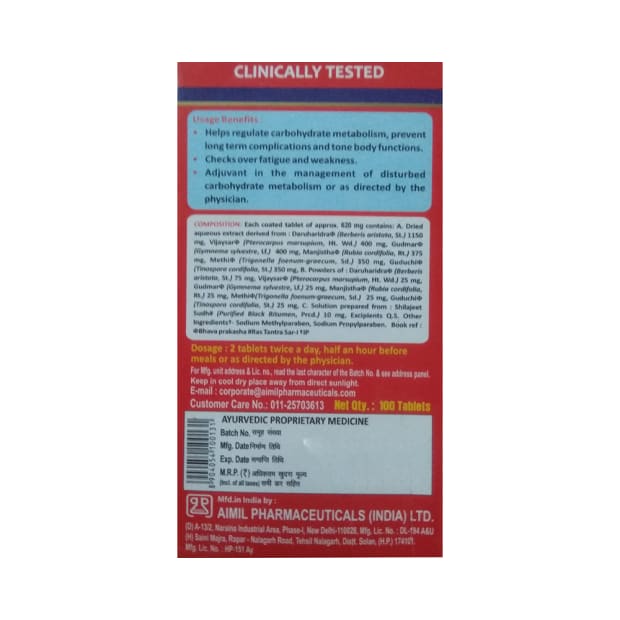 CLINICALLY TESTED
Usage Benefits
• Helps regulate carbohydrate metabolism, prevent
long term complications and tone body functions.
• Checks over fatigue and weakness.
• Adjuvant in the management of disturbed
carbohydrate metabolism or as directed by the
physician.
COMPOSITION: Each coated tablet of approx. 620 mg contains: A. Dried
aqueous extract derived from : Daruharidra⊕ (Berberis aristata, St.) 1150
mg, Vijaysar⊕ (Pterocarpus marsupium, Ht. Wd.) 400 mg, Gudmar⊕
(Gymnema sylvestre, Lf.) 400 mg, Manjistha⊕ (Rubia cordifolia, Rt.) 375
mg, Methi⊕ (Trigonella foenum-graecum, Sd.) 350 mg, Guduchi⊕
(Tinospora cordifolia, St.) 350 mg, B. Powders of : Daruharidra⊕ (Berberis
aristata, St.) 75 mg, Vijaysar⊕ (Pterocarpus marsupium, Ht. Wd.) 25 mg,
Gudmar⊕ (Gymnema sylvestre, Lf.) 25 mg, Manjistha⊕ (Rubia cordifolia,
Rt.) 25 mg, Methi⊕(Trigonella foenum-graecum, Sd.) 25 mg, Guduchi⊕
(Tinospora cordifolia, St.) 25 mg, C. Solution prepared from : Shilajeet
Sudh# (Purified Black Bitumen, Prcd.) 10 mg, Excipients Q.S. Other
Ingredients†- Sodium Methylparaben, Sodium Propylparaben. Book ref :
⊕Bhava prakasha #Ras Tantra Sar-I †IP
Dosage : 2 tablets twice a day, half an hour before
meals or as directed by the physician.
For Mfg. unit address & Lic. no., read the last character of the Batch No. & see address panel.
Keep in cool dry place away from direct sunlight.
E-mail : corporate@aimilpharmaceuticals.com
Customer Care No.: 011-25703613 Net Qty. : 100 Tablets
AYURVEDIC PROPRIETARY MEDICINE
Batch No. समूह संख्या
Mfg. Date निर्माण तिथि
Exp. Date समाप्ति तिथि
M.R.P. (₹) अधिकतम खुदरा मूल्य
(Incl. of all taxes) सभी कर सहित
8904054100131
Mfd.in India by :
AIMIL PHARMACEUTICALS (INDIA) LTD.
(D) A-13/2, Naraina Industrial Area, Phase-I, New Delhi-110028, Mfg. Lic. No. : DL-194 A&U
(H) Saini Majra, Ropar - Nalagarh Road, Tehsil Nalagarh, Distt. Solan, (H.P.) 174101.
Mfg. Lic. No. : HP-151 Ay